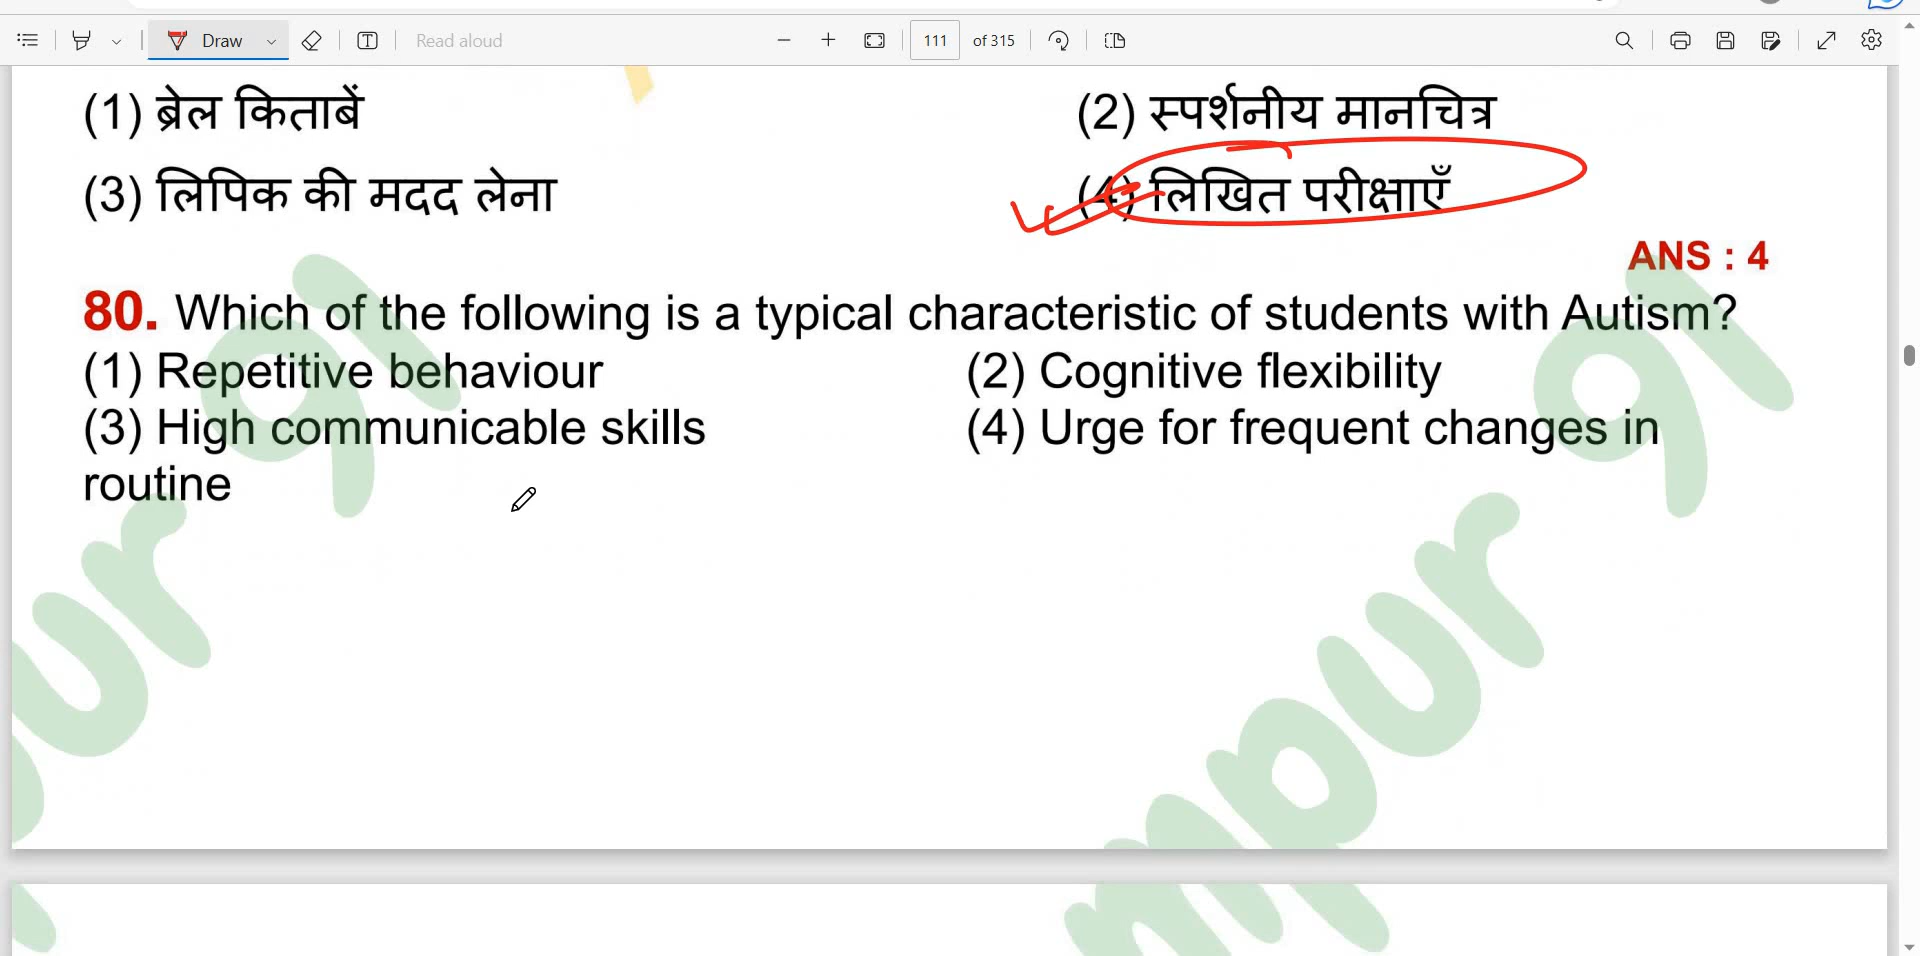 Draw
Read aloud
111
of 315
(1) ब्रेल किताबें
(2) स्पर्शनीय मानचित्र
(3) लिपिक की मदद लेना
(4) लिखित परीक्षाएँ
ANS : 4
80. Which of the following is a typical characteristic of students with Autism?
(1) Repetitive behaviour
(2) Cognitive flexibility
(3) High communicable skills
(4) Urge for frequent changes in
routine